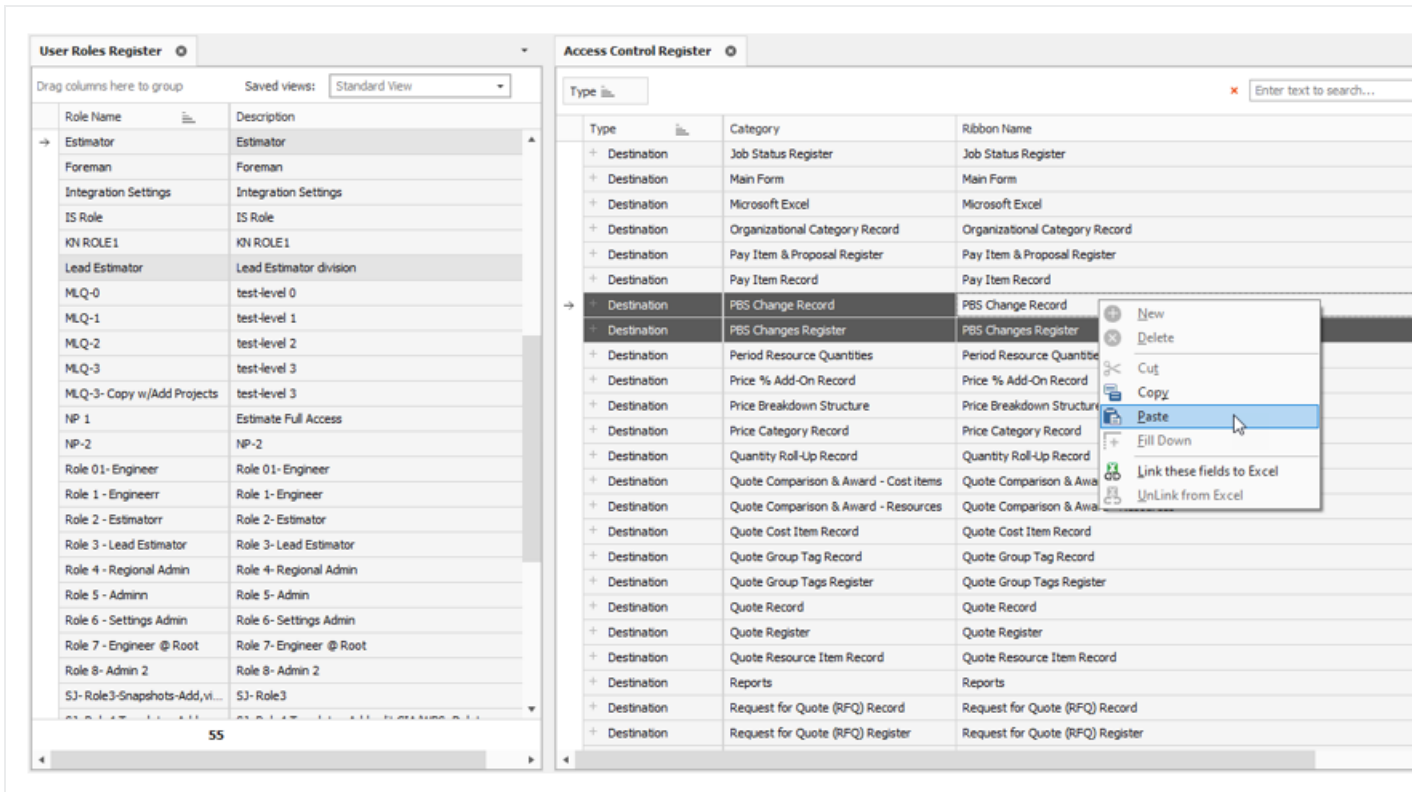 User Roles Register
Drag columns here to group Saved views: Standard View
Role Name Description
Estimator Estimator
Foreman Foreman
Integration Settings Integration Settings
IS Role IS Role
KN ROLE1 KN ROLE1
Lead Estimator Lead Estimator division
MLQ-0 test-level 0
MLQ-1 test-level 1
MLQ-2 test-level 2
MLQ-3 test-level 3
MLQ-3- Copy w/Add Projects test-level 3
NP 1 Estimate Full Access
NP-2 NP-2
Role 01- Engineer Role 01- Engineer
Role 1 - Engineerr Role 1- Engineer
Role 2 - Estimatorr Role 2- Estimator
Role 3 - Lead Estimator Role 3- Lead Estimator
Role 4 - Regional Admin Role 4- Regional Admin
Role 5 - Adminn Role 5- Admin
Role 6 - Settings Admin Role 6- Settings Admin
Role 7 - Engineer @ Root Role 7- Engineer @ Root
Role 8- Admin 2 Role 8- Admin 2
SJ- Role3-Snapshots-Add,vi... SJ- Role3
55
Access Control Register
Type Enter text to search...
Type Category Ribbon Name
Destination Job Status Register Job Status Register
Destination Main Form Main Form
Destination Microsoft Excel Microsoft Excel
Destination Organizational Category Record Organizational Category Record
Destination Pay Item & Proposal Register Pay Item & Proposal Register
Destination Pay Item Record Pay Item Record
Destination PBS Change Record PBS Change Record
Destination PBS Changes Register PBS Changes Register
Destination Period Resource Quantities Period Resource Quantitie
Destination Price % Add-On Record Price % Add-On Record
Destination Price Breakdown Structure Price Breakdown Structure
Destination Price Category Record Price Category Record
Destination Quantity Roll-Up Record Quantity Roll-Up Record
Destination Quote Comparison & Award - Cost items Quote Comparison & Awa
Destination Quote Comparison & Award - Resources Quote Comparison & Awa
Destination Quote Cost Item Record Quote Cost Item Record
Destination Quote Group Tag Record Quote Group Tag Record
Destination Quote Group Tags Register Quote Group Tags Register
Destination Quote Record Quote Record
Destination Quote Register Quote Register
Destination Quote Resource Item Record Quote Resource Item Record
Destination Reports Reports
Destination Request for Quote (RFQ) Record Request for Quote (RFQ) Record
Destination Request for Quote (RFQ) Register Request for Quote (RFQ) Register
New
Delete
Cut
Copy
Paste
Fill Down
Link these fields to Excel
UnLink from Excel